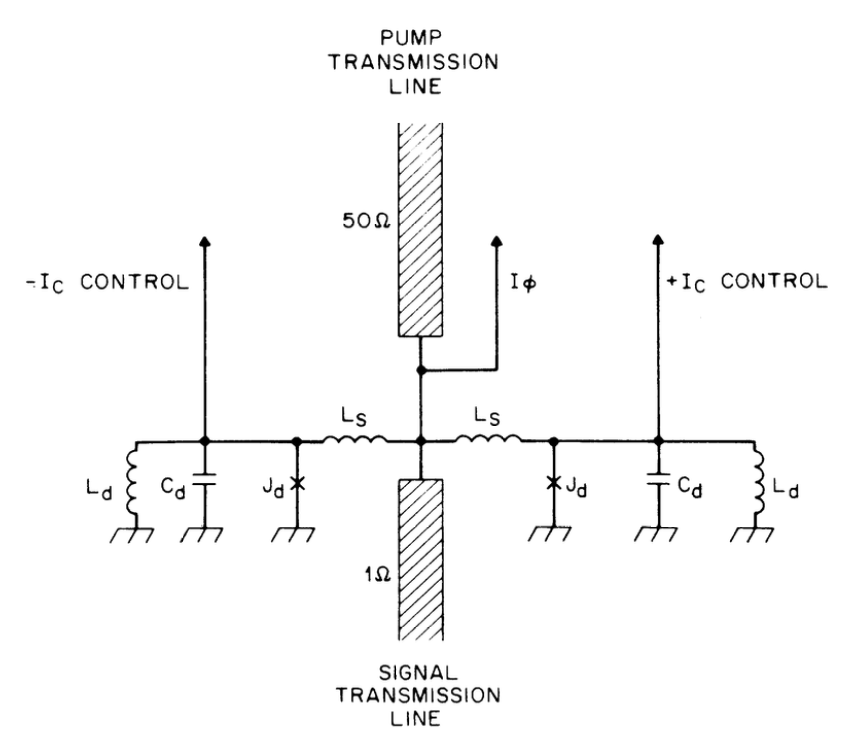 PUMP
TRANSMISSION
LINE
50Ω
-I_C CONTROL
Iϕ
+I_C CONTROL
L_S
L_S
L_d
C_d
J_d
J_d
C_d
L_d
1Ω
SIGNAL
TRANSMISSION
LINE